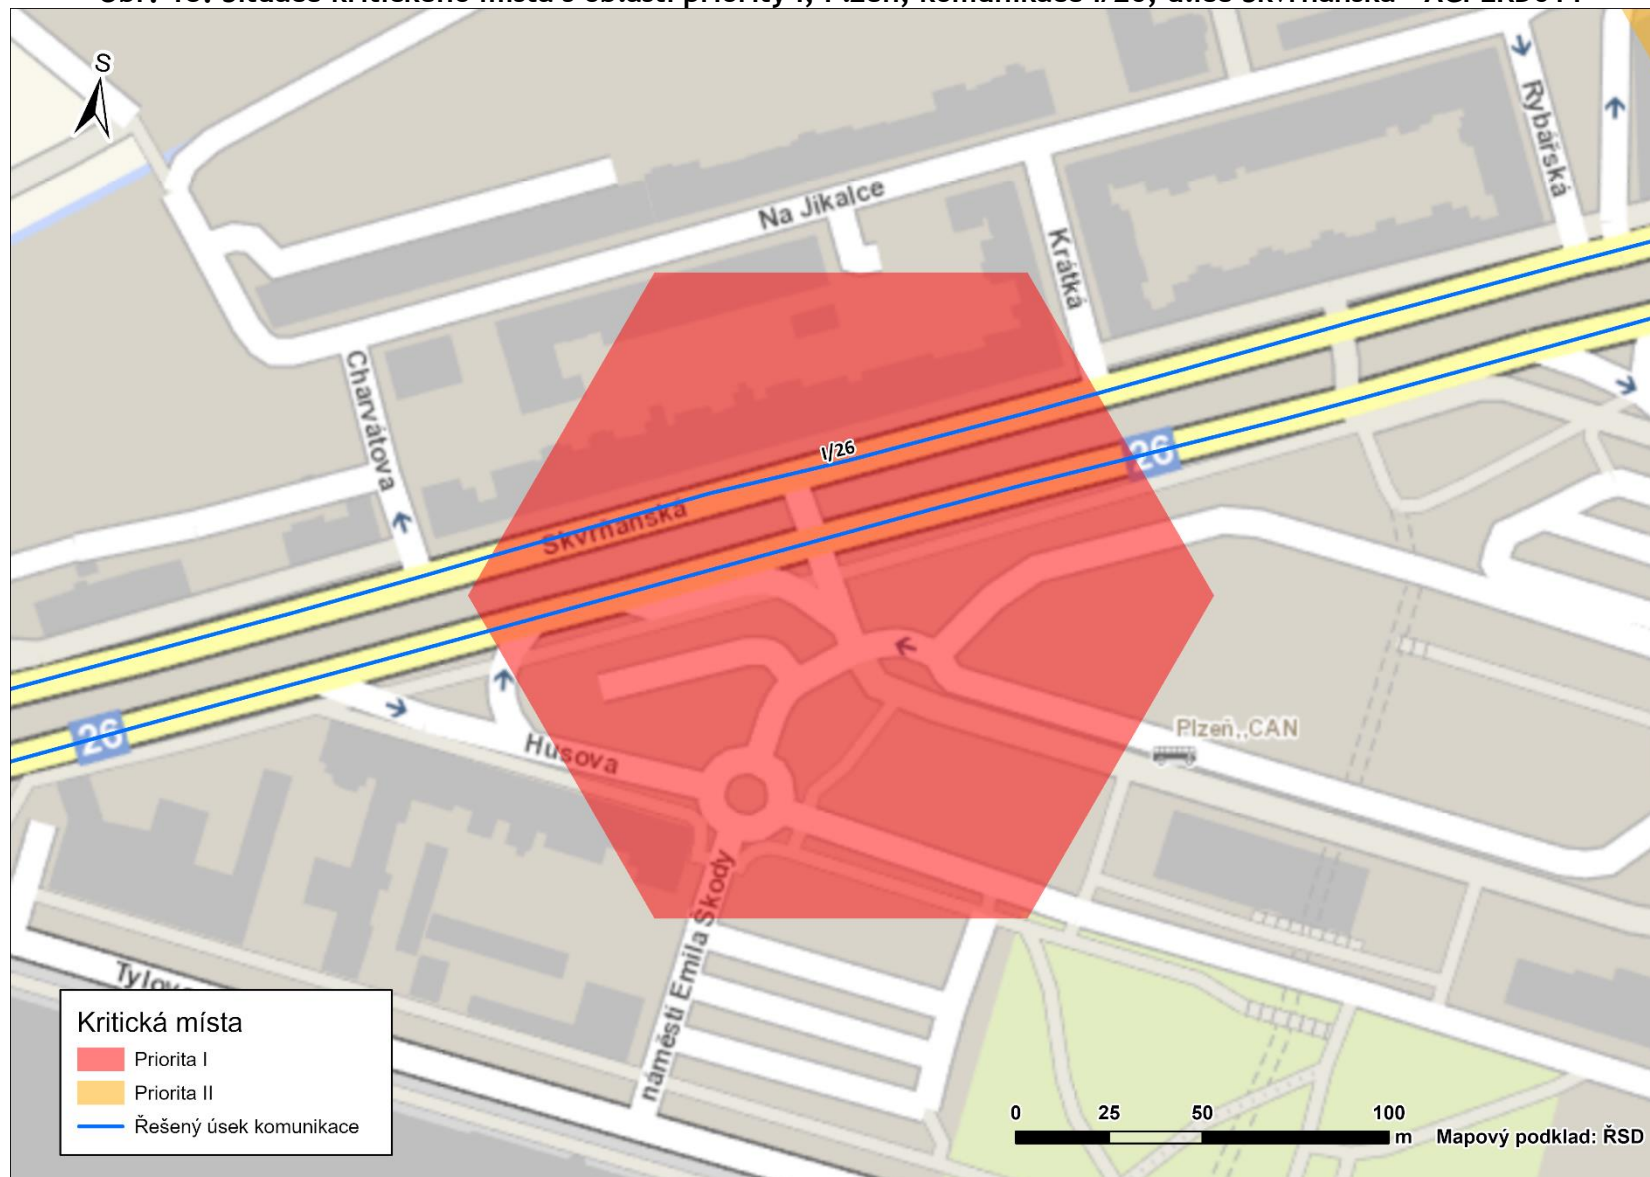 S
Rybářská
Na Jikalce
Krátká
Charvátova
I/26
26
Skvrňanská
26
Husova
Plzeň,,CAN
náměstí Emila Škody
Kritická místa
Priorita I
Priorita II
Řešený úsek komunikace
0 25 50 100
m Mapový podklad: ŘSD